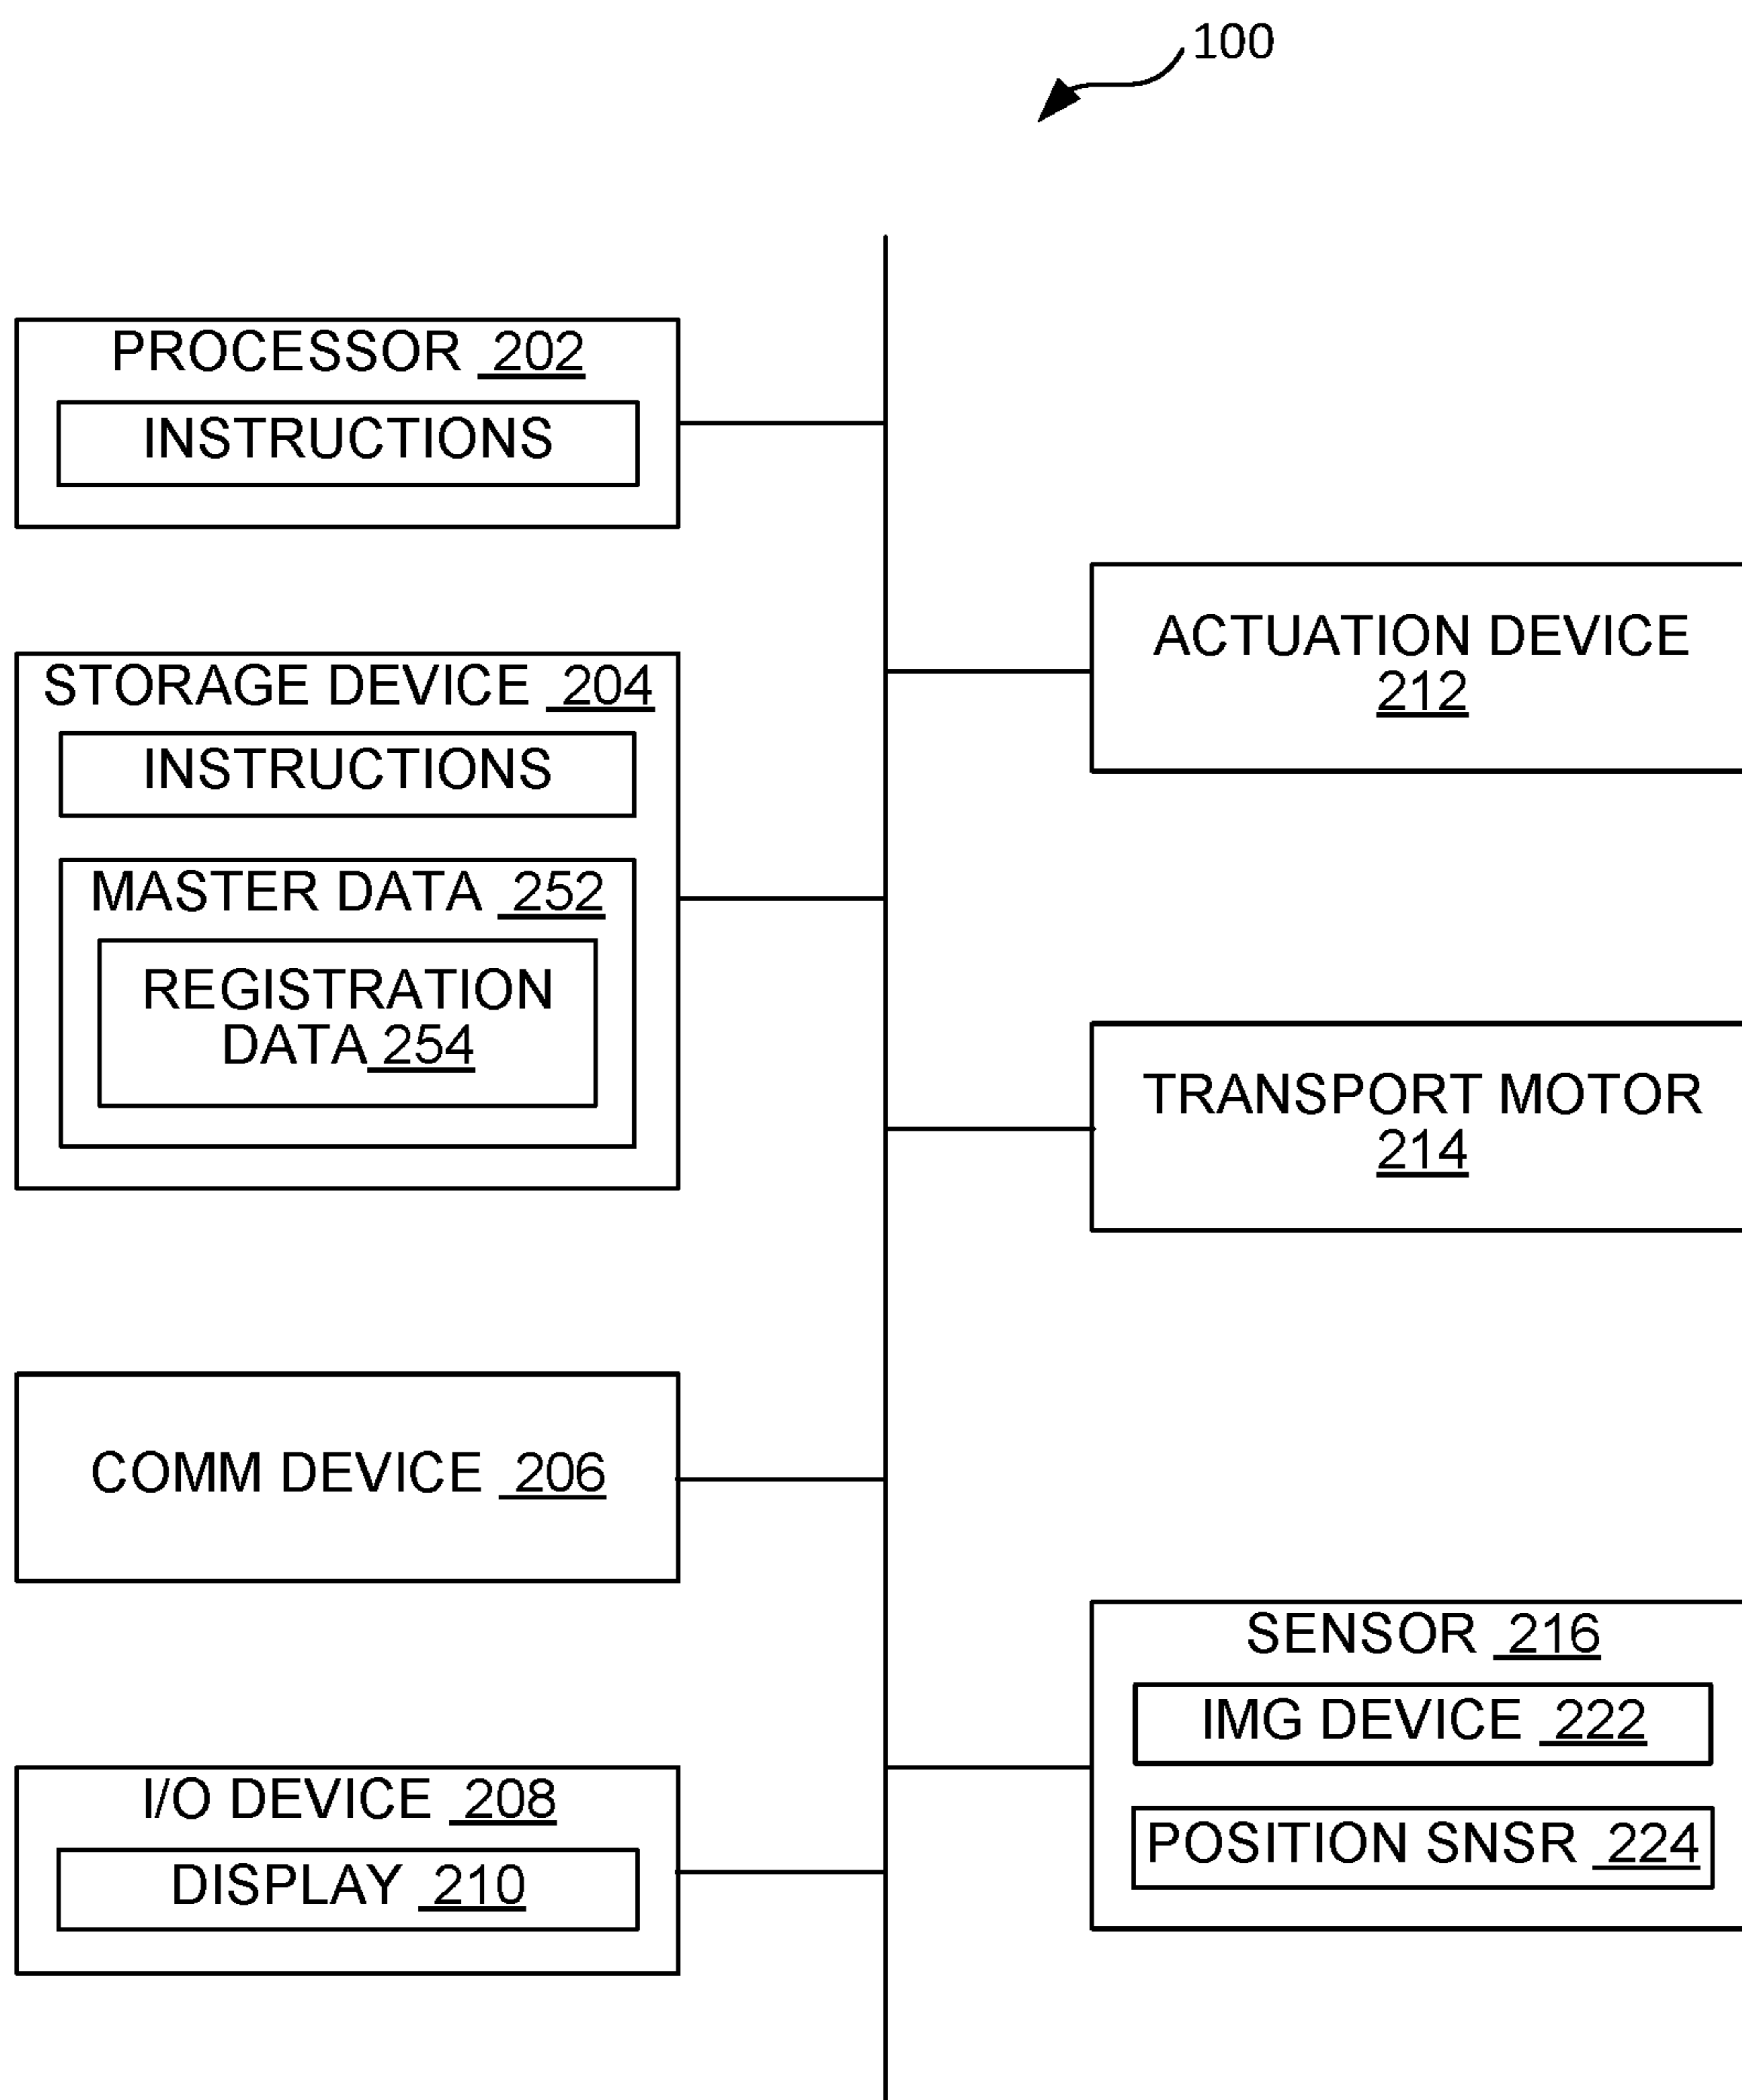 100
PROCESSOR 202
INSTRUCTIONS
STORAGE DEVICE 204
INSTRUCTIONS
MASTER DATA 252
REGISTRATION
DATA 254
COMM DEVICE 206
I/O DEVICE 208
DISPLAY 210
ACTUATION DEVICE
212
TRANSPORT MOTOR
214
SENSOR 216
IMG DEVICE 222
POSITION SNSR 224